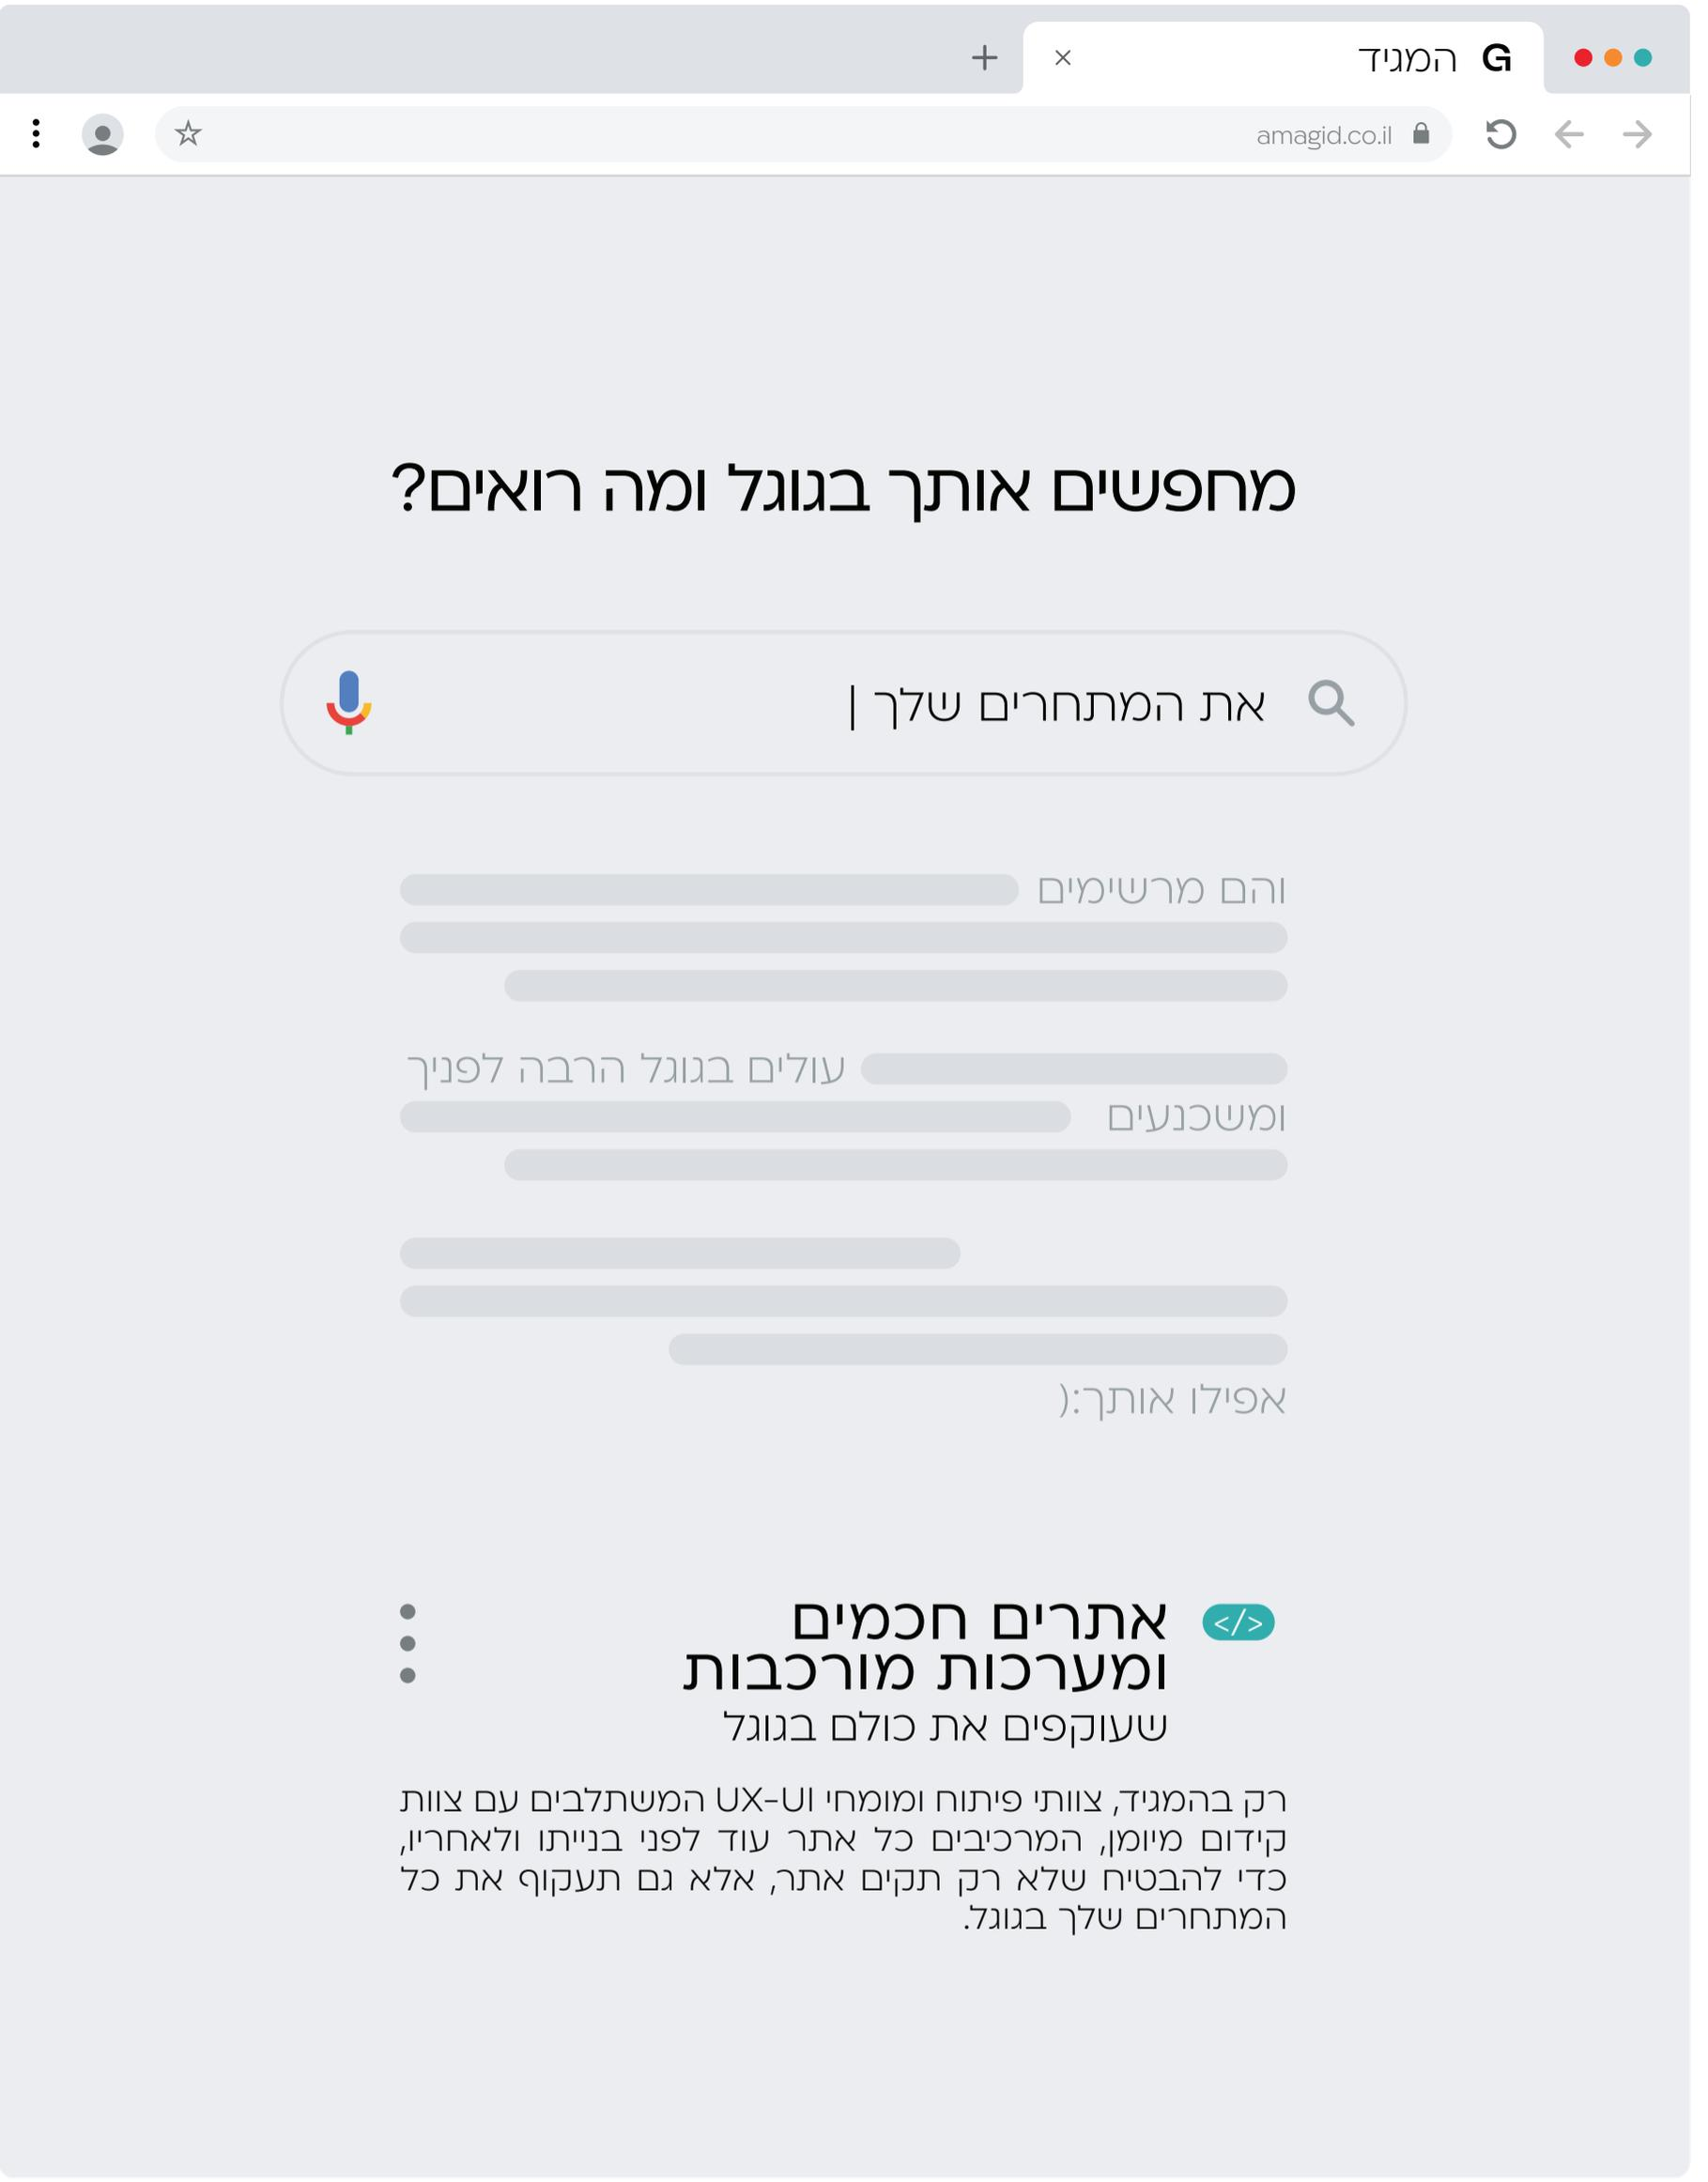 G המגיד
amagid.co.il
מחפשים אותך בגוגל ומה רואים?
את המתחרים שלך |
והם מרשימים
עולים בגוגל הרבה לפניך
ומשכנעים
אפילו אותך:(
</> אתרים חכמים
ומערכות מורכבות
שעוקפים את כולם בגוגל
רק בהמגיד, צוותי פיתוח ומומחי UX-UI המשתלבים עם צוות
קידום מיומן, המרכיבים כל אתר עוד לפני בנייתו ולאחריו,
כדי להבטיח שלא רק תקים אתר, אלא גם תעקוף את כל
המתחרים שלך בגוגל.